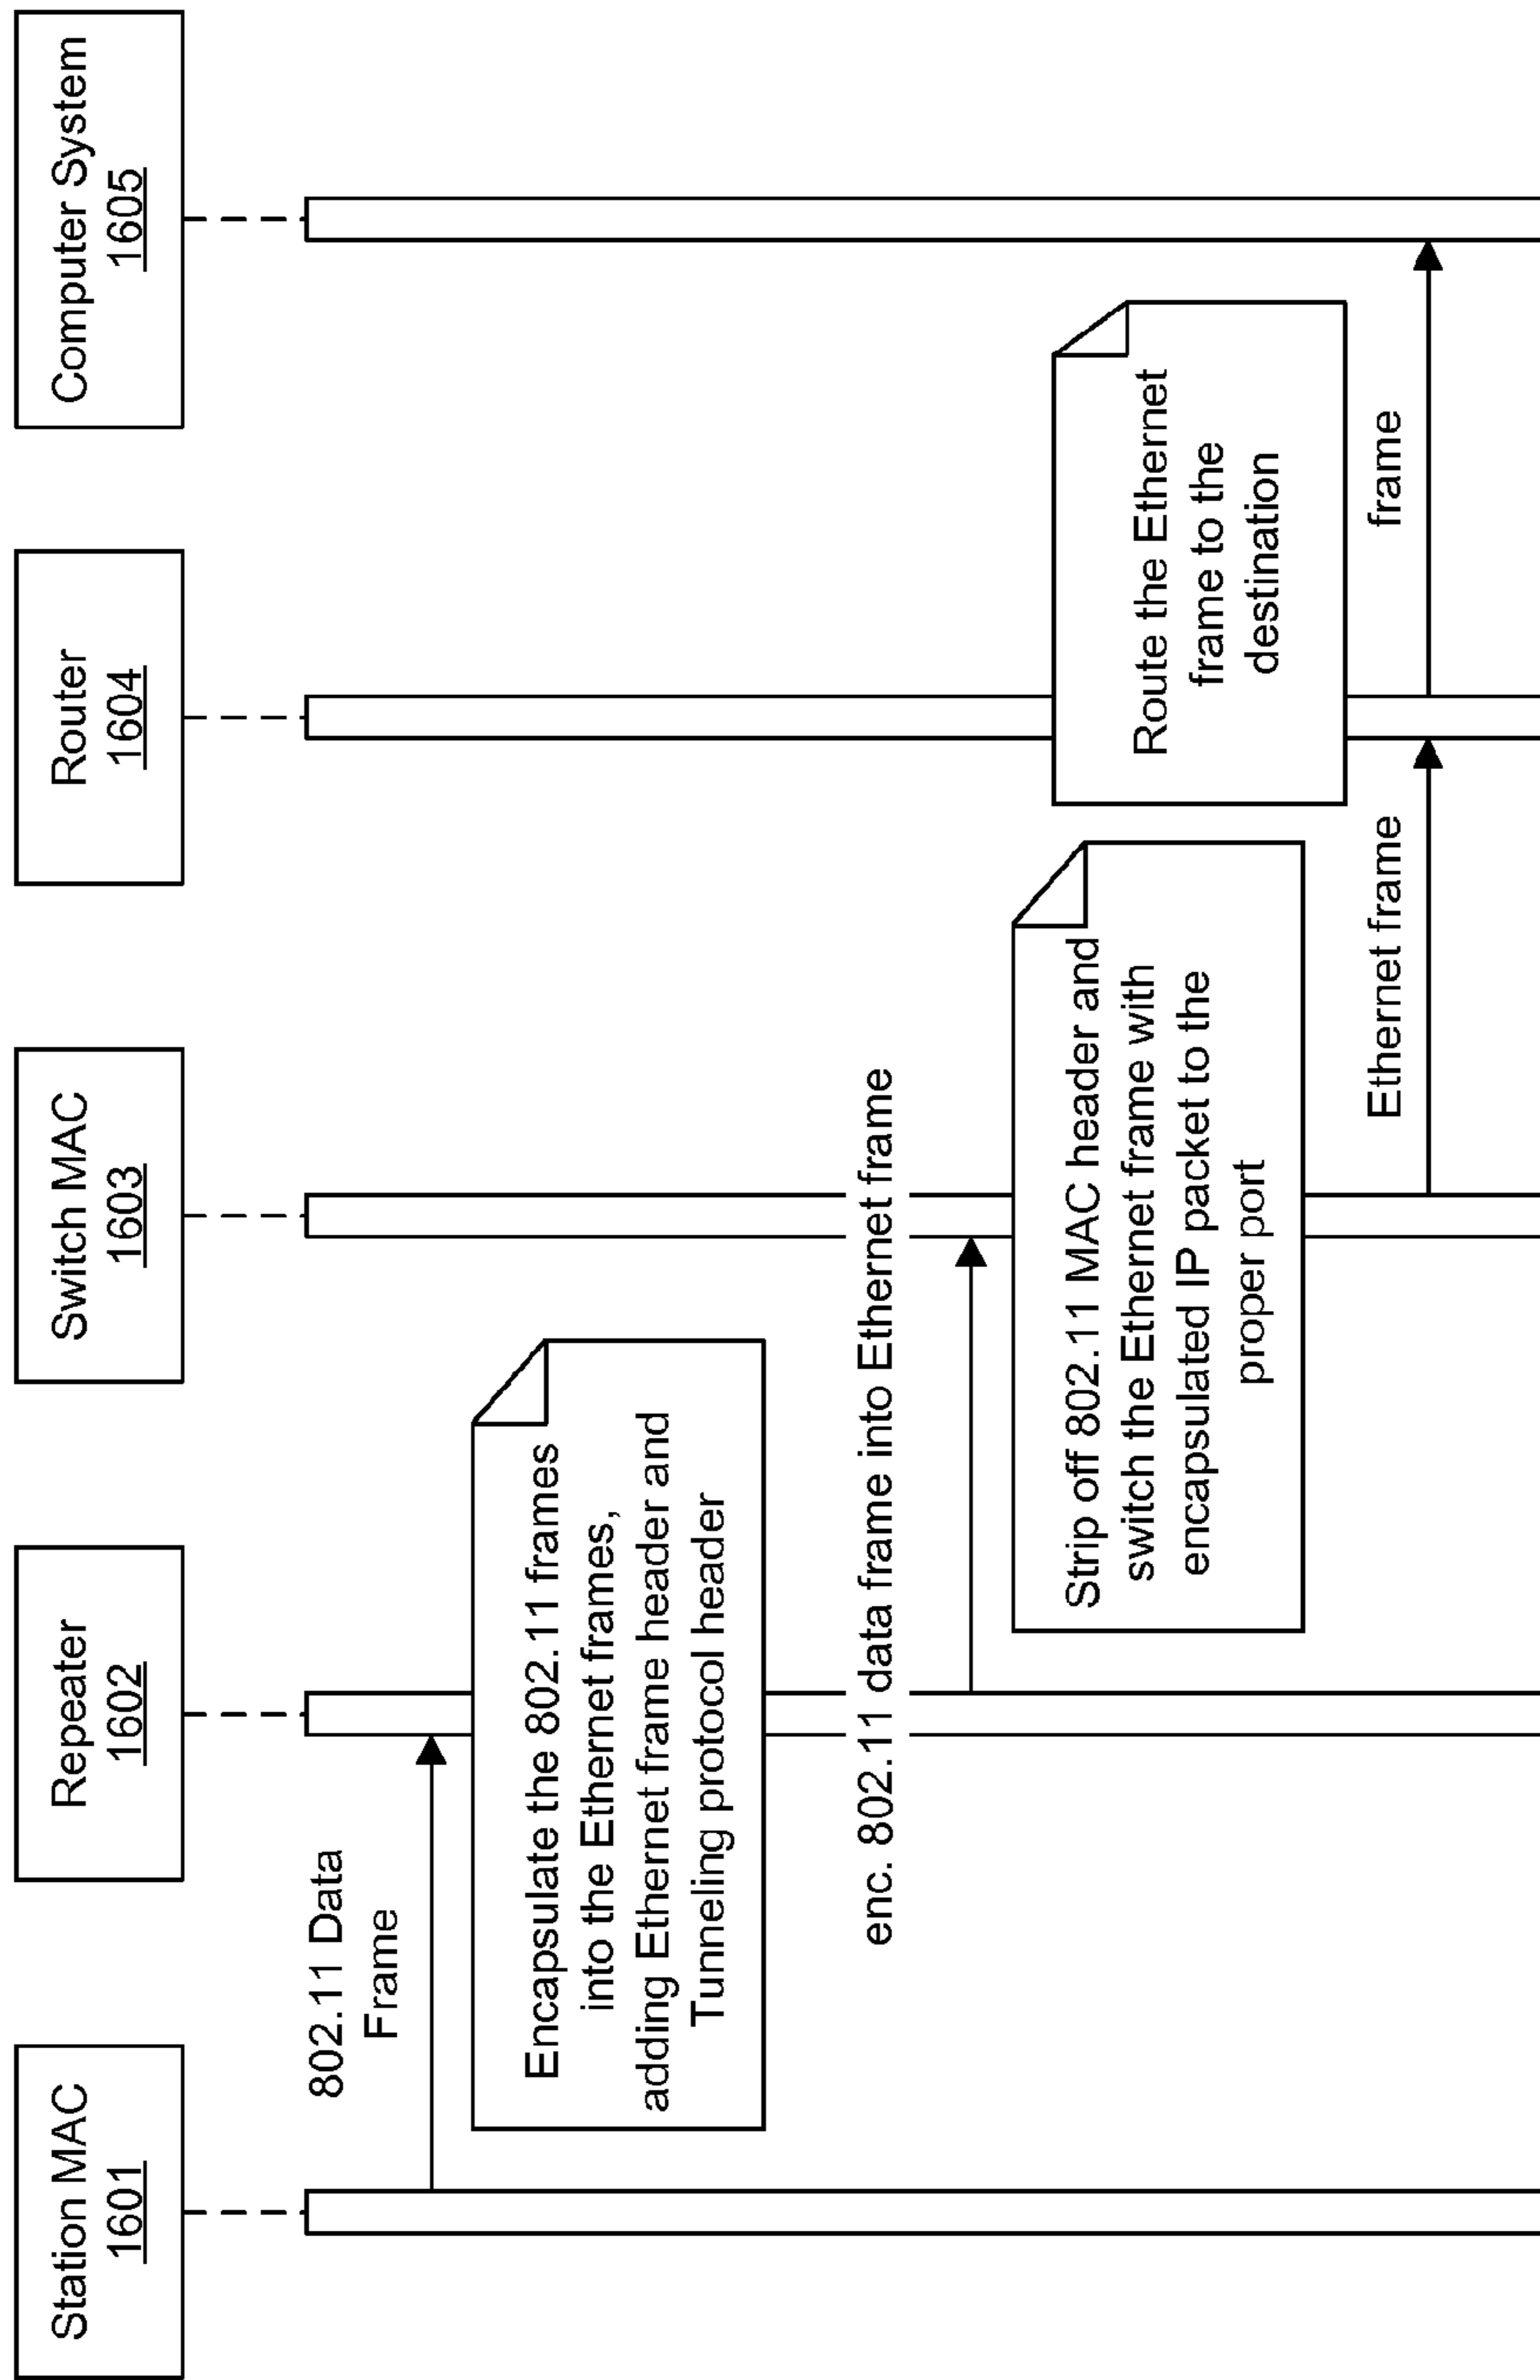 Station MAC
1601
Repeater
1602
Switch MAC
1603
Router
1604
Computer System
1605
802.11 Data
Frame
Encapsulate the 802.11 frames
into the Ethernet frames,
adding Ethernet frame header and
Tunneling protocol header
enc. 802.11 data frame into Ethernet frame
Strip off 802.11 MAC header and
switch the Ethernet frame with
encapsulated IP packet to the
proper port
Route the Ethernet
frame to the
destination
Ethernet frame
frame